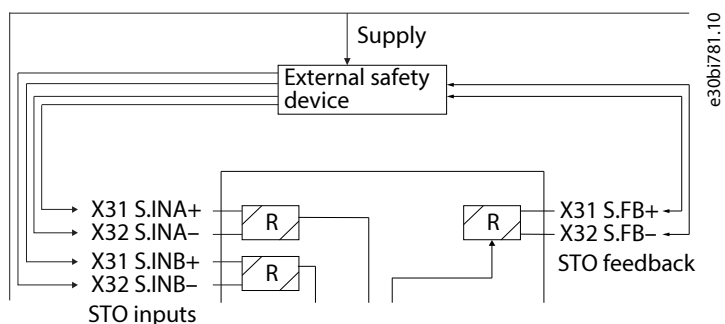 Supply
External safety
device
e30bi781.10
X31 S.INA+
X32 S.INA–
X31 S.INB+
X32 S.INB–
STO inputs
R
R
R
X31 S.FB+
X32 S.FB–
STO feedback